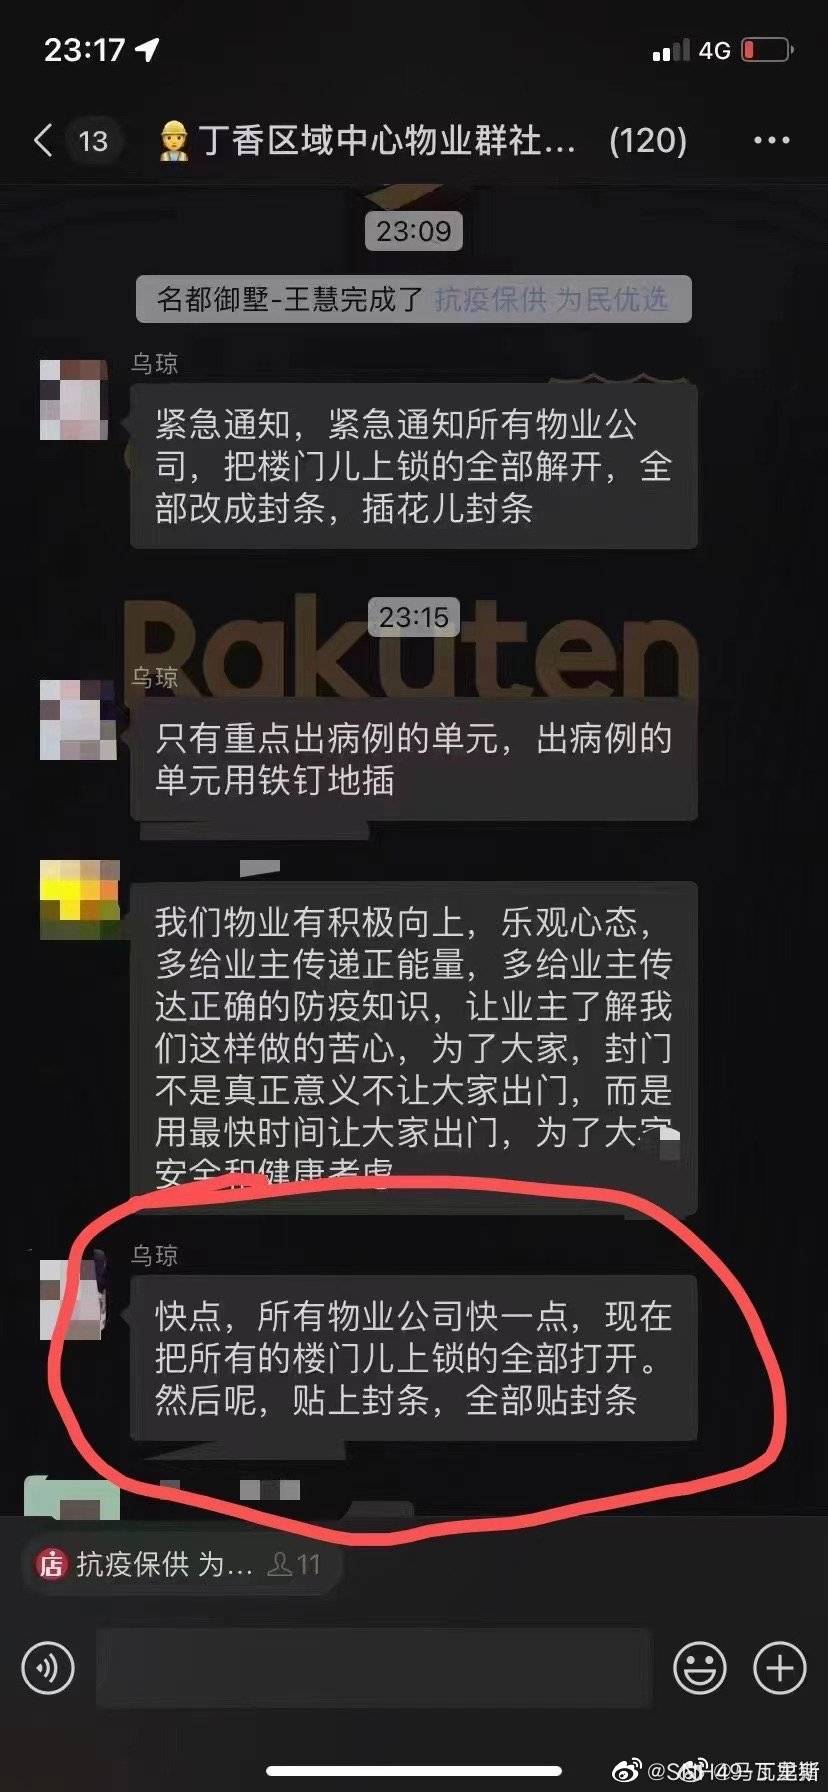 23:17
4G
13
丁香区域中心物业群社... (120)
23:09
名都御墅-王慧完成了 抗疫保供 为民优选
乌琼
紧急通知，紧急通知所有物业公
司，把楼门儿上锁的全部解开，全
部改成封条，插花儿封条
Rakuten
23:15
乌琼
只有重点出病例的单元，出病例的
单元用铁钉地插
我们物业有积极向上，乐观心态，
多给业主传递正能量，多给业主传
达正确的防疫知识，让业主了解我
们这样做的苦心，为了大家，封门
不是真正意义不让大家出门，而是
用最快时间让大家出门，为了大家
安全和健康考虑
乌琼
快点，所有物业公司快一点，现在
把所有的楼门儿上锁的全部打开。
然后呢，贴上封条，全部贴封条
店 抗疫保供 为... 11